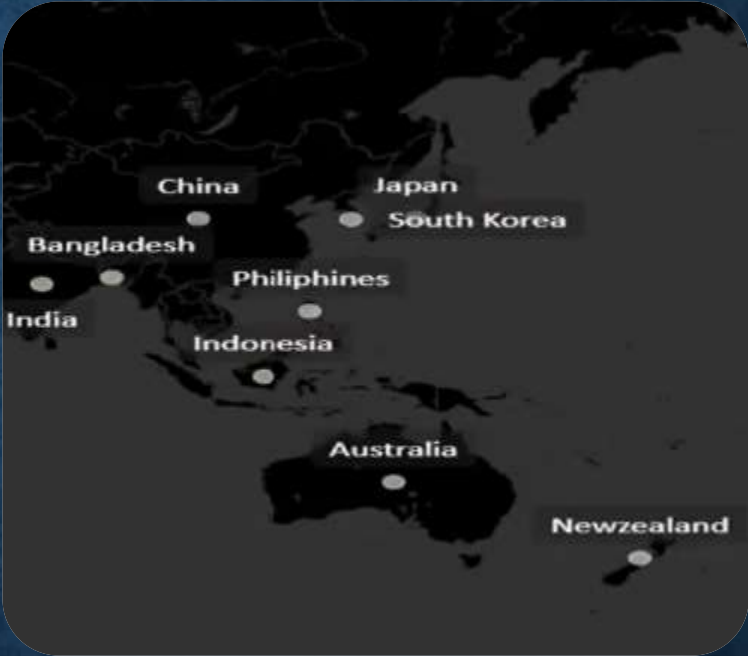 China
Japan
South Korea
Bangladesh
Philiphines
India
Indonesia
Australia
Newzealand